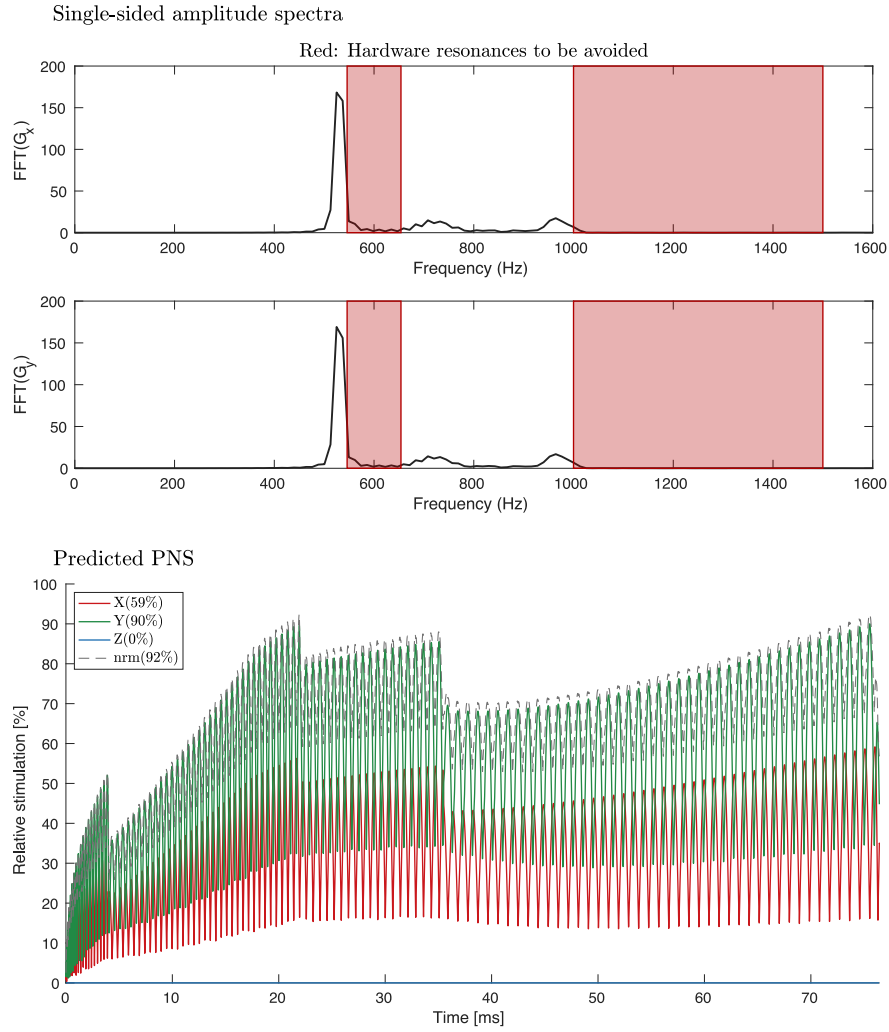 Single-sided amplitude spectra
Red: Hardware resonances to be avoided
200
150
100
50
0
FFT(Gx)
0 200 400 600 800 1000 1200 1400 1600
Frequency (Hz)
200
150
100
50
0
FFT(Gy)
0 200 400 600 800 1000 1200 1400 1600
Frequency (Hz)
Predicted PNS
100
90
80
70
60
50
40
30
20
10
0
Relative stimulation [%]
X(59%)
Y(90%)
Z(0%)
nrm(92%)
0 10 20 30 40 50 60 70
Time [ms]